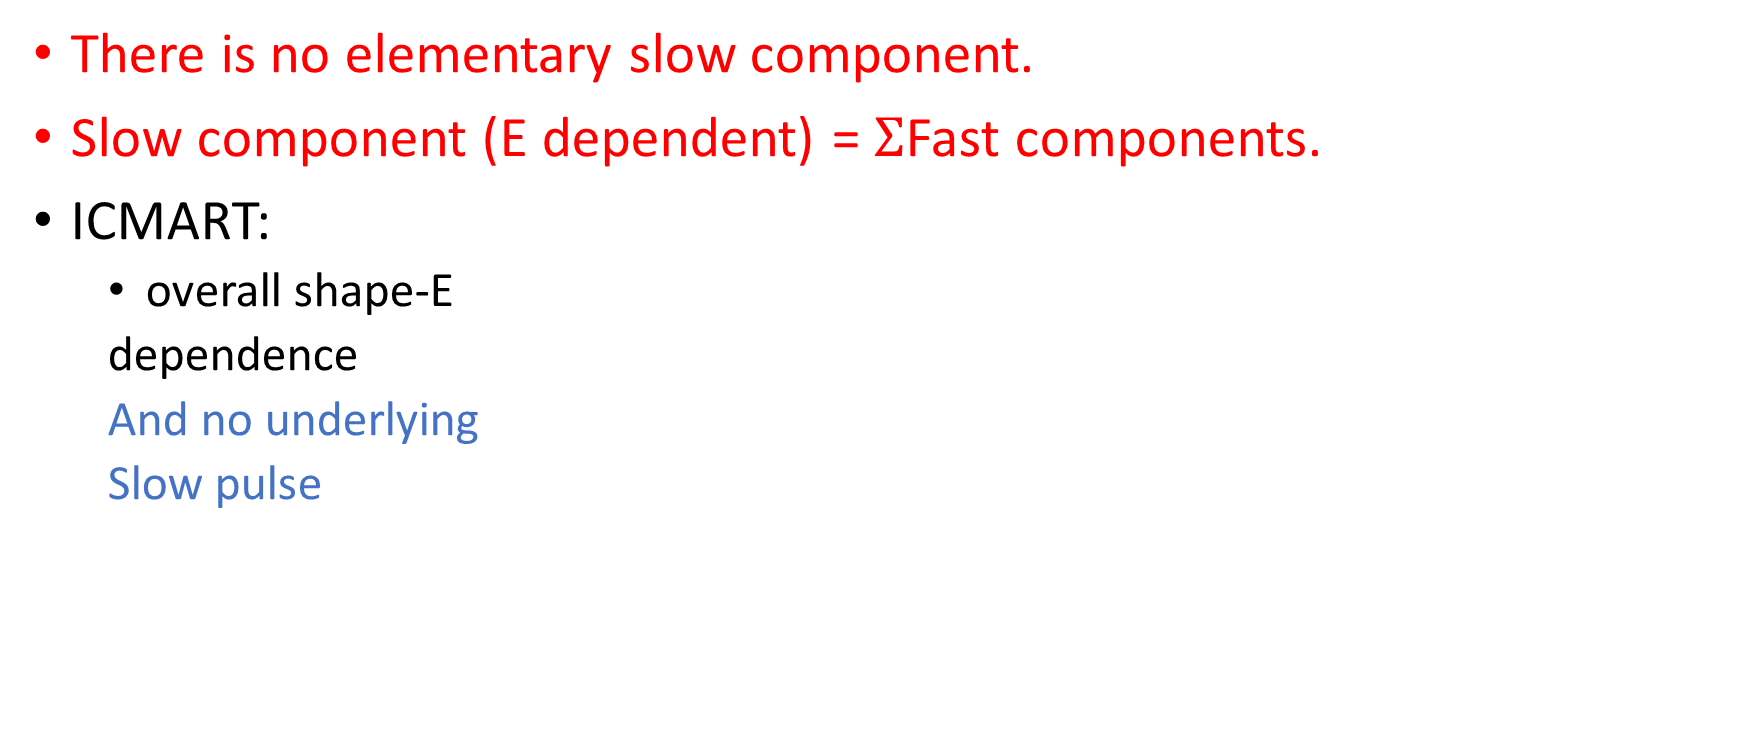 • There is no elementary slow component.
• Slow component (E dependent) = ΣFast components.
• ICMART:
• overall shape-E
dependence
And no underlying
Slow pulse